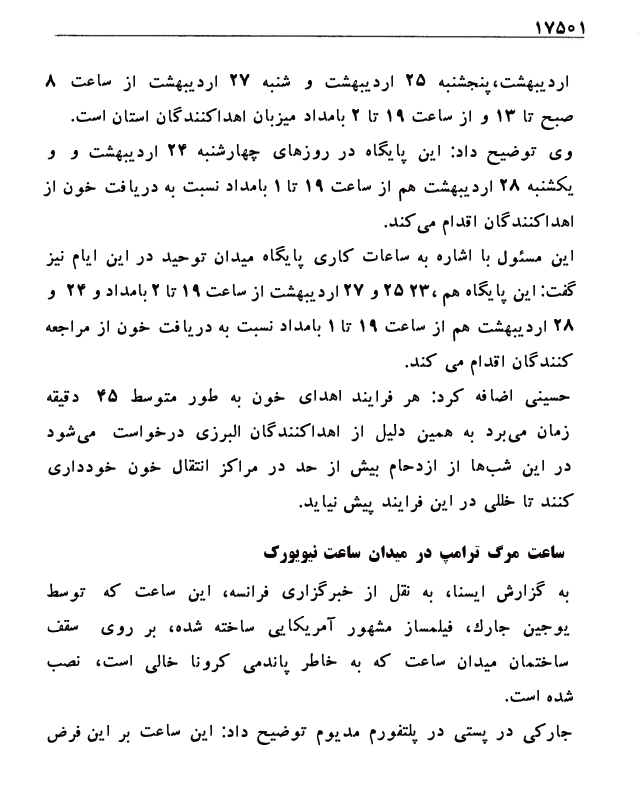 ۱۷۵۰۱
اردیبهشت،پنجشنبه ۲۵ اردیبهشت و شنبه ۲۷ اردیبهشت از ساعت ۸
صبح تا ۱۳ و از ساعت ۱۹ تا ۲ بامداد میزبان اهداکنندگان استان است.
وی توضیح داد: این پایگاه در روزهای چهارشنبه ۲۴ اردیبهشت و و
یکشنبه ۲۸ اردیبهشت هم از ساعت ۱۹ تا ۱ بامداد نسبت به دریافت خون از
اهداکنندگان اقدام می‌کند.
این مسئول با اشاره به ساعات کاری پایگاه میدان توحید در این ایام نیز
گفت: این پایگاه هم ،۲۳ ۲۵ و ۲۷ اردیبهشت از ساعت ۱۹ تا ۲ بامداد و ۲۴ و
۲۸ اردیبهشت هم از ساعت ۱۹ تا ۱ بامداد نسبت به دریافت خون از مراجعه
کنندگان اقدام می کند.
حسینی اضافه کرد: هر فرایند اهدای خون به طور متوسط ۴۵ دقیقه
زمان می‌برد به همین دلیل از اهداکنندگان البرزی درخواست می‌شود
در این شب‌ها از ازدحام بیش از حد در مراکز انتقال خون خودداری
کنند تا خللی در این فرایند پیش نیاید.
ساعت مرگ ترامپ در میدان ساعت نیویورک
به گزارش ایسنا، به نقل از خبرگزاری فرانسه، این ساعت که توسط
یوجین جارك، فیلمساز مشهور آمریکایی ساخته شده، بر روی سقف
ساختمان میدان ساعت که به خاطر پاندمی کرونا خالی است، نصب
شده است.
جارکی در پستی در پلتفورم مدیوم توضیح داد: این ساعت بر این فرض